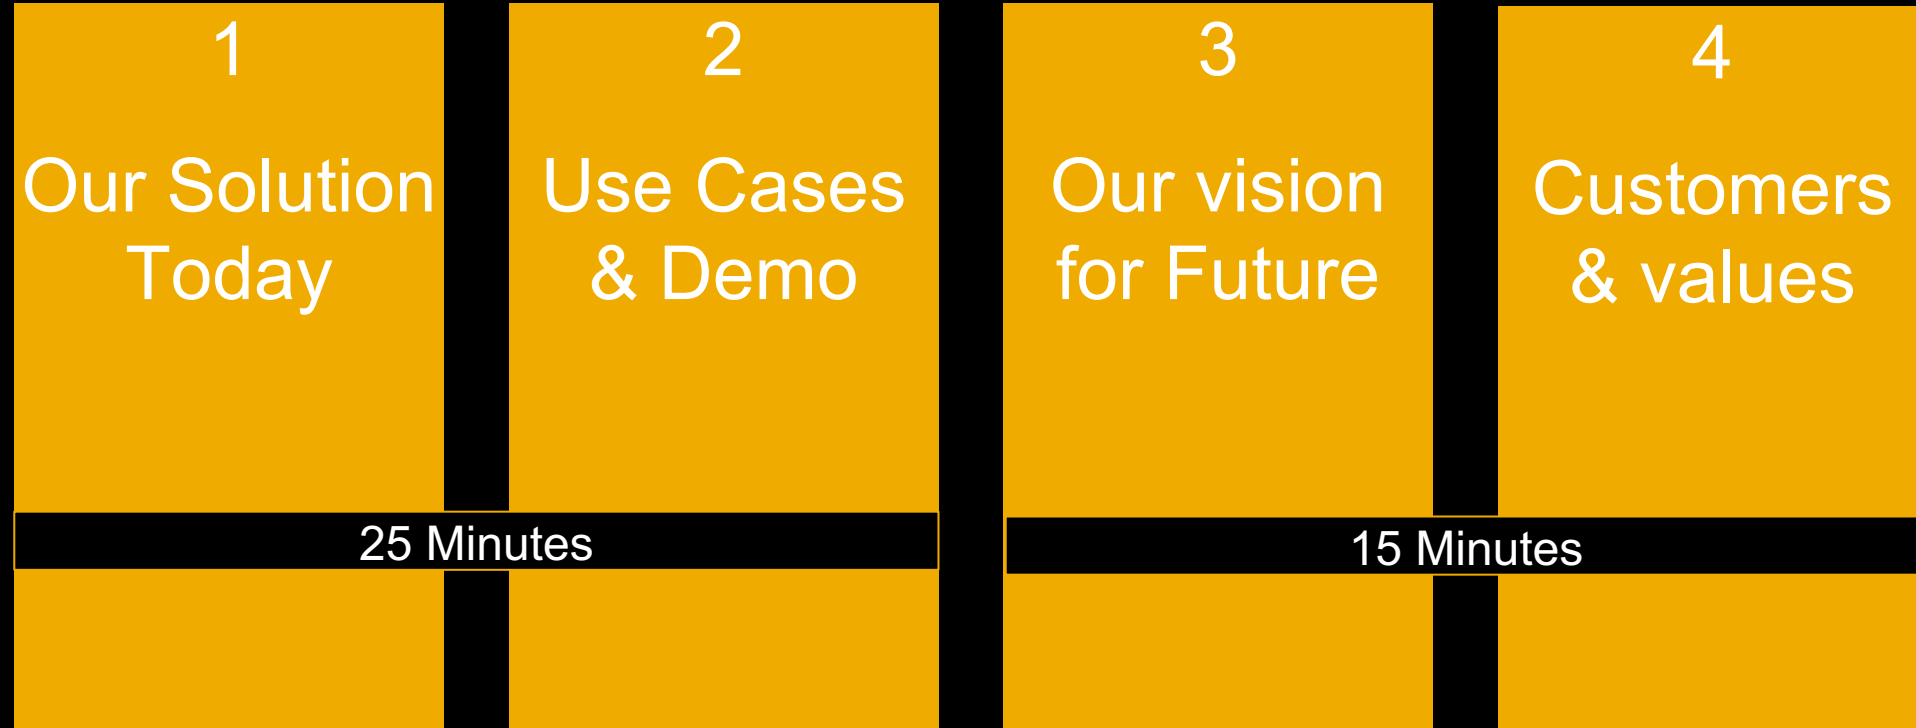 1
Our Solution
Today
2
Use Cases
& Demo
25 Minutes
3
Our vision
for Future
4
Customers
& values
15 Minutes